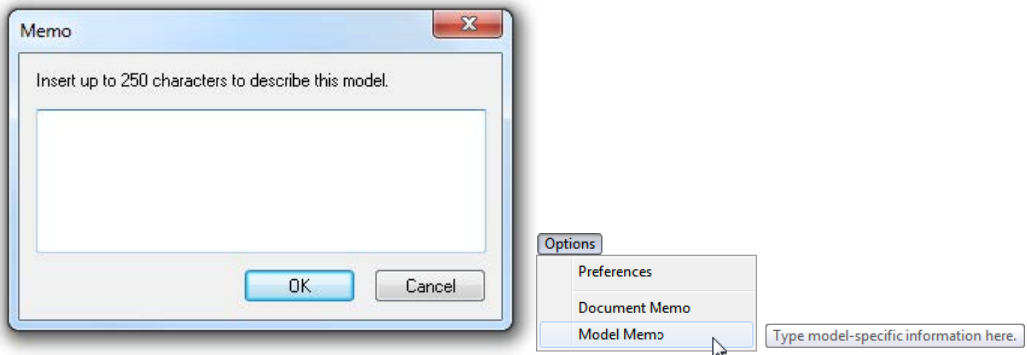 Memo
Insert up to 250 characters to describe this model.
OK Cancel
Options
Preferences
Document Memo
Model Memo
Type model-specific information here.